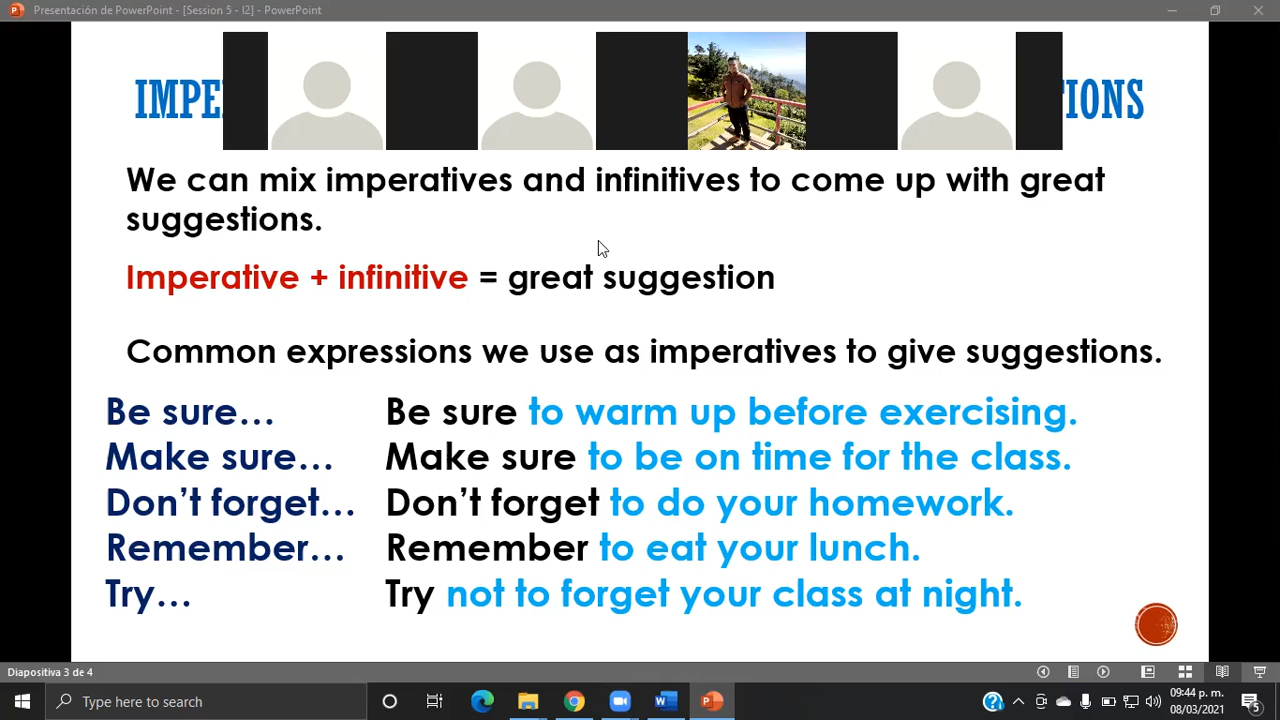 Presentación de PowerPoint - [Session 5 - I2] - PowerPoint
We can mix imperatives and infinitives to come up with great
suggestions.
Imperative + infinitive = great suggestion
Common expressions we use as imperatives to give suggestions.
Be sure… Be sure to warm up before exercising.
Make sure… Make sure to be on time for the class.
Don't forget… Don't forget to do your homework.
Remember… Remember to eat your lunch.
Try… Try not to forget your class at night.
Diapositiva 3 de 4
Type here to search
09:44 p. m.
08/03/2021
5